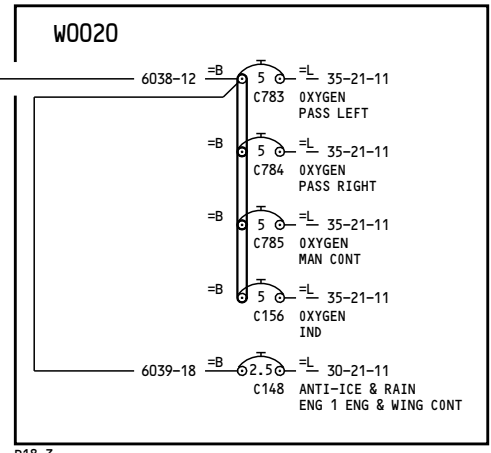 W0020
6038-12 =B 5 =L 35-21-11
C783 OXYGEN
PASS LEFT
=B 5 =L 35-21-11
C784 OXYGEN
PASS RIGHT
=B 5 =L 35-21-11
C785 OXYGEN
MAN CONT
=B 5 =L 35-21-11
C156 OXYGEN
IND
6039-18 =B 2.5 =L 30-21-11
C148 ANTI-ICE & RAIN
ENG 1 ENG & WING CONT